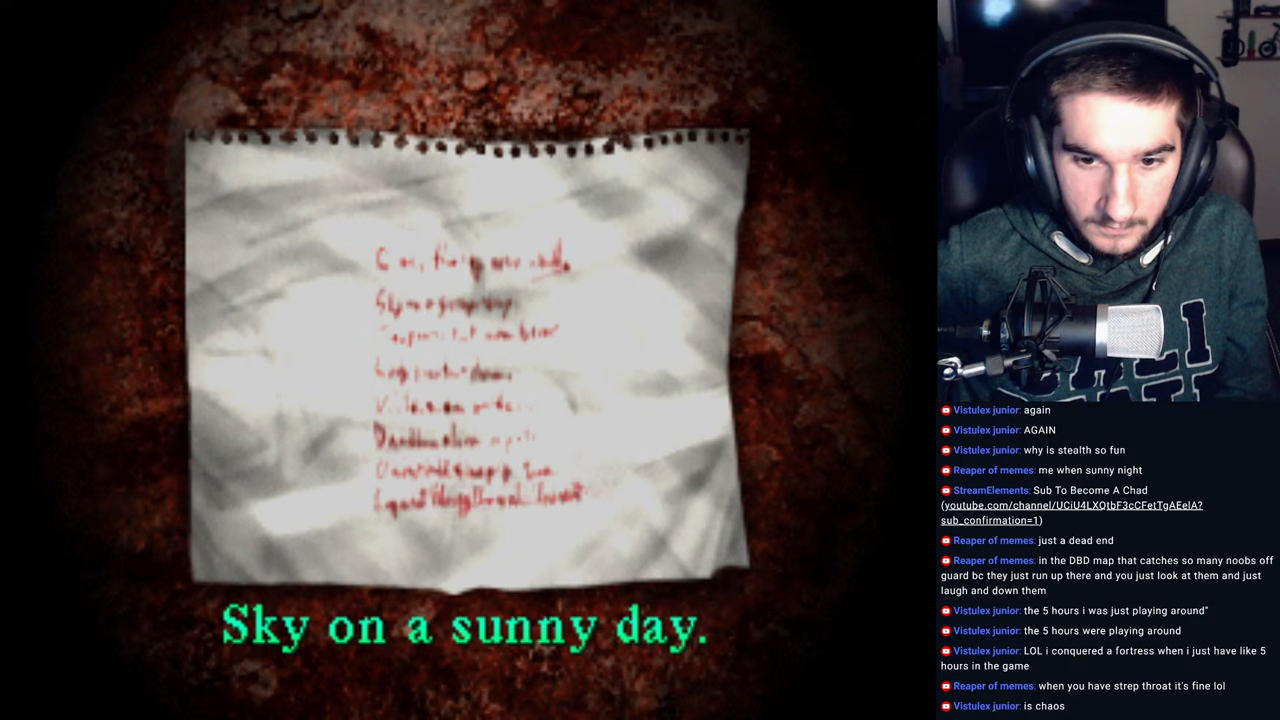 Sky on a sunny day.
Vistulex junior: again
Vistulex junior: AGAIN
Vistulex junior: why is stealth so fun
Reaper of memes: me when sunny night
StreamElements: Sub To Become A Chad
(youtube.com/channel/UCiU4LXQtbF3cCFetTgAEelA?
sub_confirmation=1)
Reaper of memes: just a dead end
Reaper of memes: in the DBD map that catches so many noobs off
guard bc they just run up there and you just look at them and just
laugh and down them
Vistulex junior: the 5 hours i was just playing around"
Vistulex junior: the 5 hours were playing around
Vistulex junior: LOL i conquered a fortress when i just have like 5
hours in the game
Reaper of memes: when you have strep throat it's fine lol
Vistulex junior: is chaos